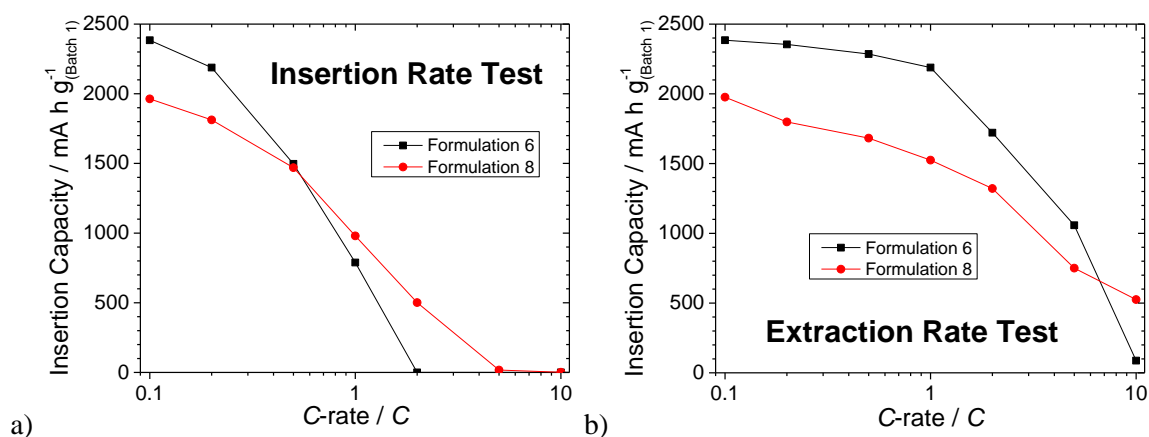 2500
2000
1500
1000
500
0
Insertion Capacity / mA h g-1(Batch 1)
Insertion Rate Test
Formulation 6
Formulation 8
0.1
1
10
C-rate / C
a)
2500
2000
1500
1000
500
0
Insertion Capacity / mA h g-1(Batch 1)
Formulation 6
Formulation 8
Extraction Rate Test
0.1
1
10
C-rate / C
b)